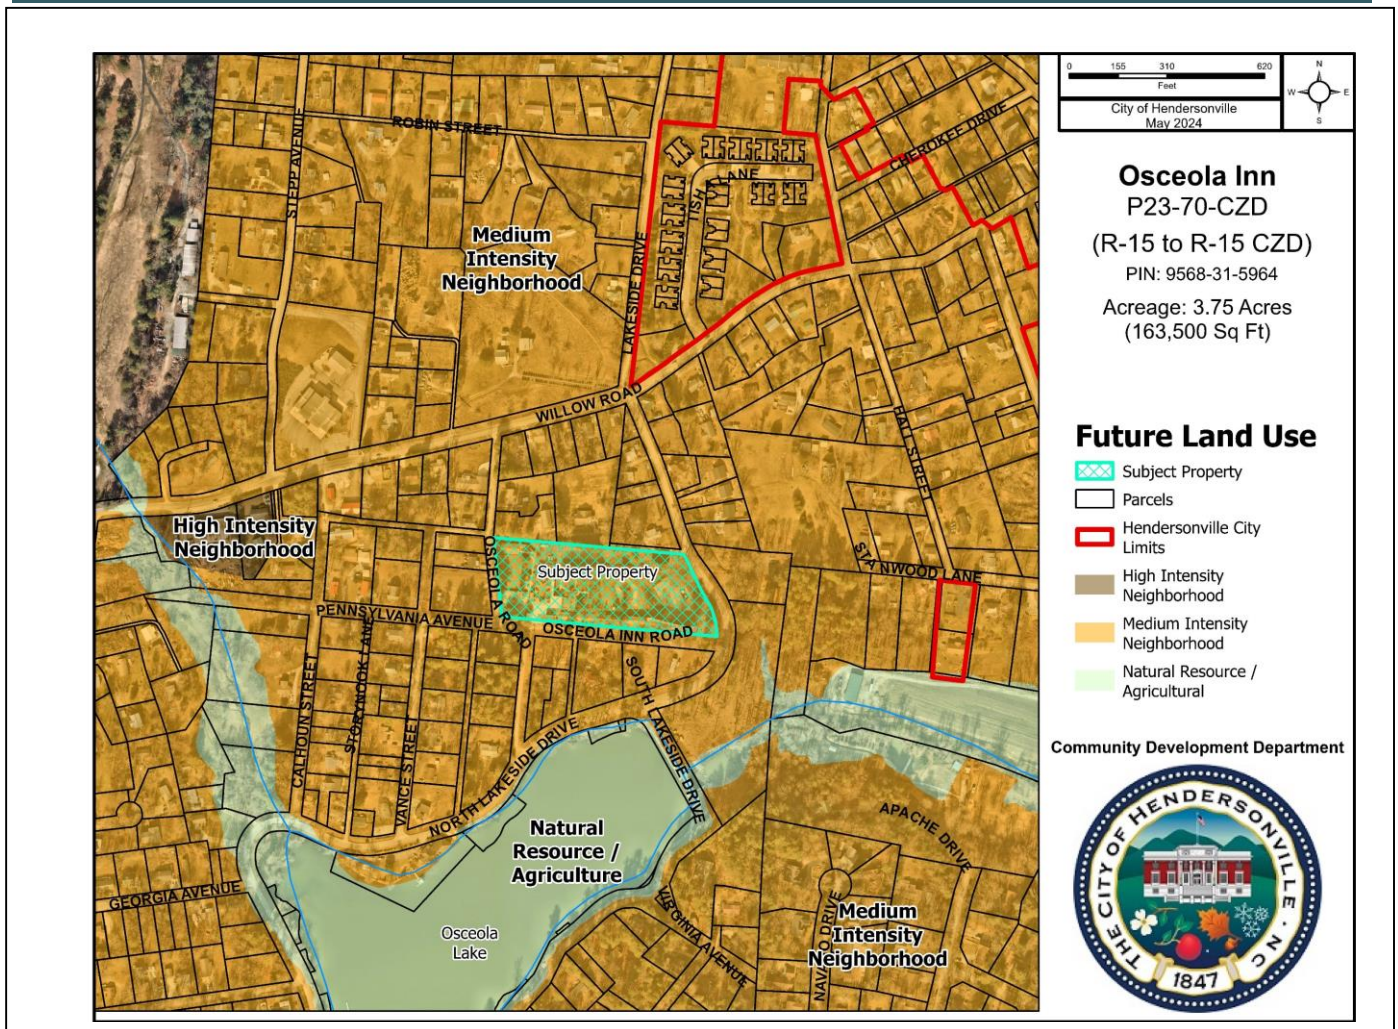 0 155 310 620
Feet
City of Hendersonville
May 2024
N
W E
S
Osceola Inn
P23-70-CZD
(R-15 to R-15 CZD)
PIN: 9568-31-5964
Acreage: 3.75 Acres
(163,500 Sq Ft)
Future Land Use
Subject Property
Parcels
Hendersonville City
Limits
High Intensity
Neighborhood
Medium Intensity
Neighborhood
Natural Resource /
Agricultural
Community Development Department
THE CITY OF HENDERSONVILLE · NC
1847
ROBIN STREET
STEPP AVENUE
CHEROKEE DRIVE
LANE
Medium
Intensity
Neighborhood
LAKESIDE DRIVE
WILLOW ROAD
HALL STREET
High Intensity
Neighborhood
OSCEOLA ROAD
Subject Property
STANWOOD LANE
PENNSYLVANIA AVENUE
OSCEOLA INN ROAD
CALHOUN STREET
STORYNOOK LANE
VANCE STREET
NORTH LAKESIDE DRIVE
SOUTH LAKESIDE DRIVE
Natural
Resource /
Agriculture
APACHE DRIVE
GEORGIA AVENUE
Osceola
Lake
VIRGINIA AVENUE
NAVAJO DRIVE
Medium
Intensity
Neighborhood